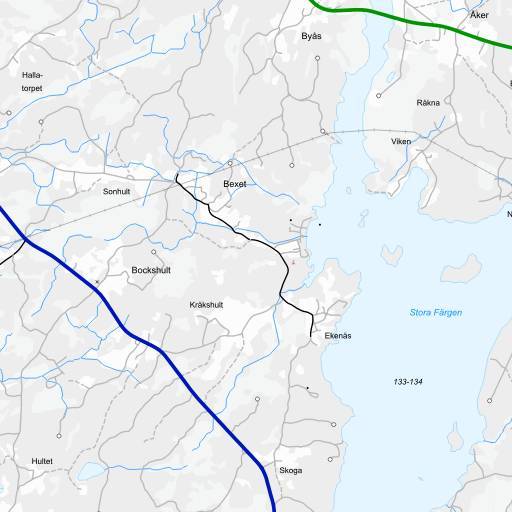 Åker
Byås
Halla-
torpet
Råkna
Viken
Sonhult
Bexet
N
Bockshult
Kråkshult
Stora Färgen
Ekenäs
133-134
Hultet
Skoga